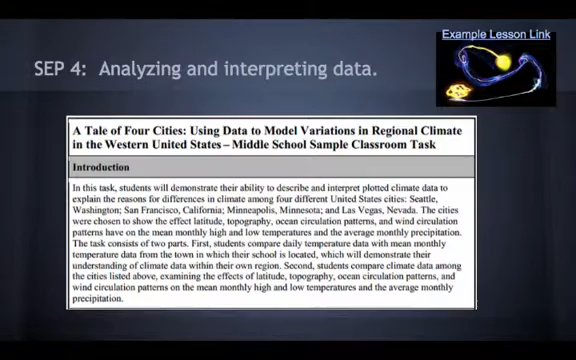 Example Lesson Link
SEP 4: Analyzing and interpreting data.
A Tale of Four Cities: Using Data to Model Variations in Regional Climate
in the Western United States – Middle School Sample Classroom Task
Introduction
In this task, students will demonstrate their ability to describe and interpret plotted climate data to
explain the reasons for differences in climate among four different United States cities: Seattle,
Washington; San Francisco, California; Minneapolis, Minnesota; and Las Vegas, Nevada. The cities
were chosen to show the effect latitude, topography, ocean circulation patterns, and wind circulation
patterns have on the mean monthly high and low temperatures and the average monthly precipitation.
The task consists of two parts. First, students compare daily temperature data with mean monthly
temperature data from the town in which their school is located, which will demonstrate their
understanding of climate data within their own region. Second, students compare climate data among
the cities listed above, examining the effects of latitude, topography, ocean circulation patterns, and
wind circulation patterns on the mean monthly high and low temperatures and the average monthly
precipitation.